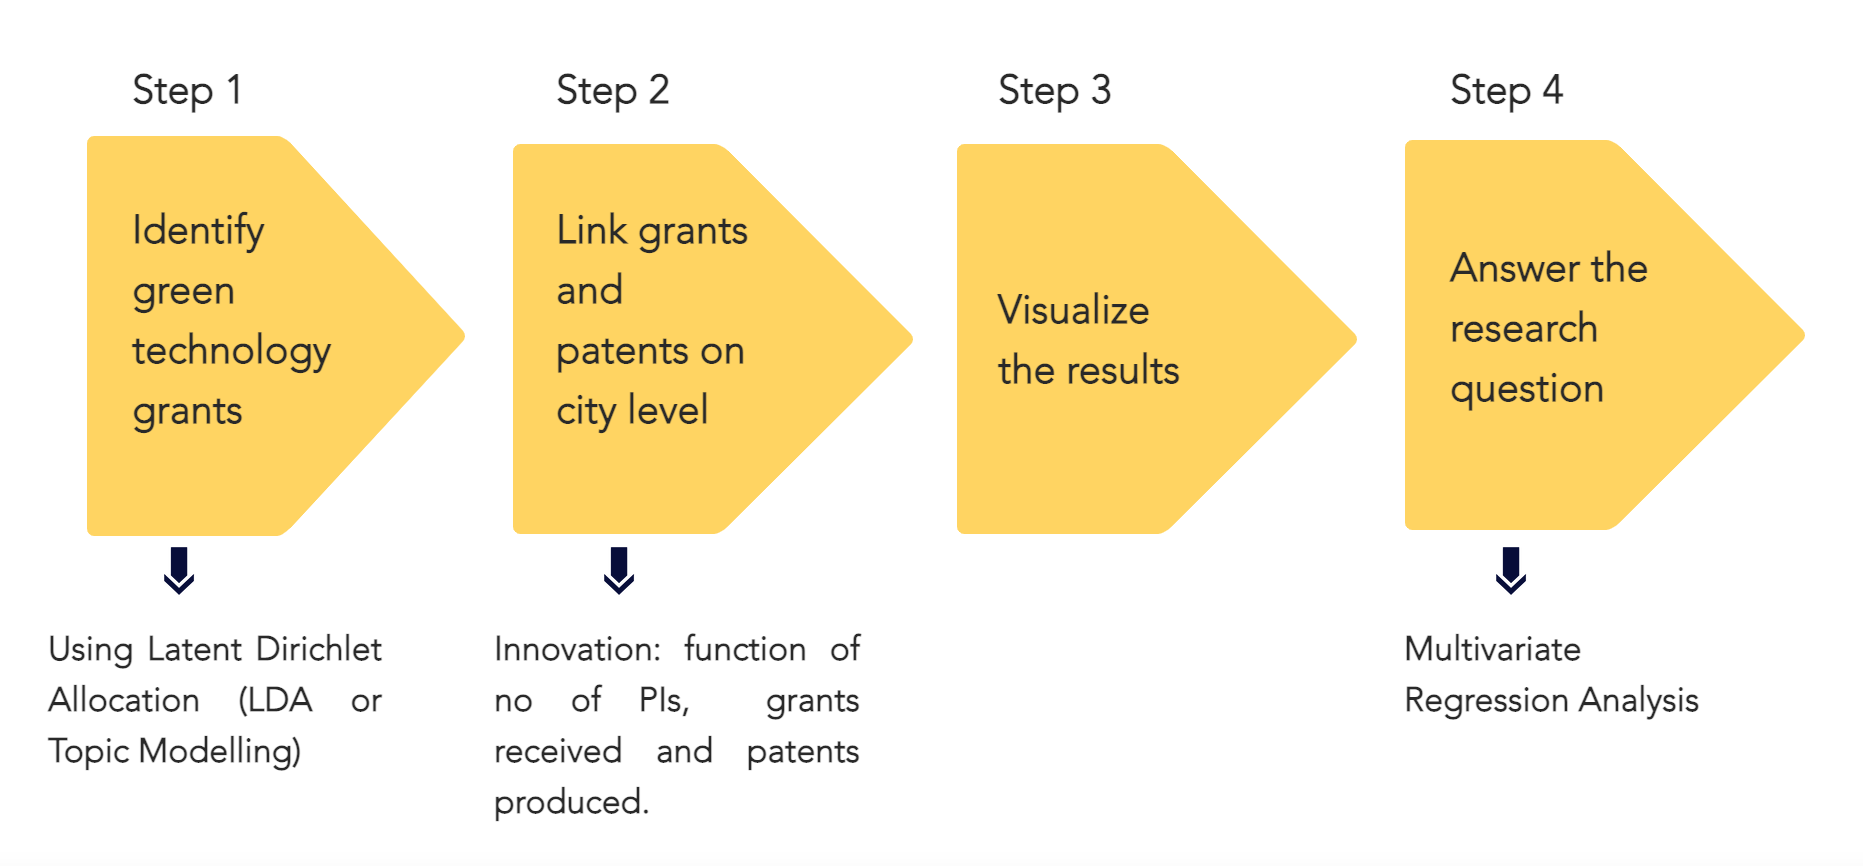 Step 1
Identify
green
technology
grants
Using Latent Dirichlet
Allocation (LDA or
Topic Modelling)
Step 2
Link grants
and
patents on
city level
Innovation: function of
no of PIs, grants
received and patents
produced.
Step 3
Visualize
the results
Step 4
Answer the
research
question
Multivariate
Regression Analysis